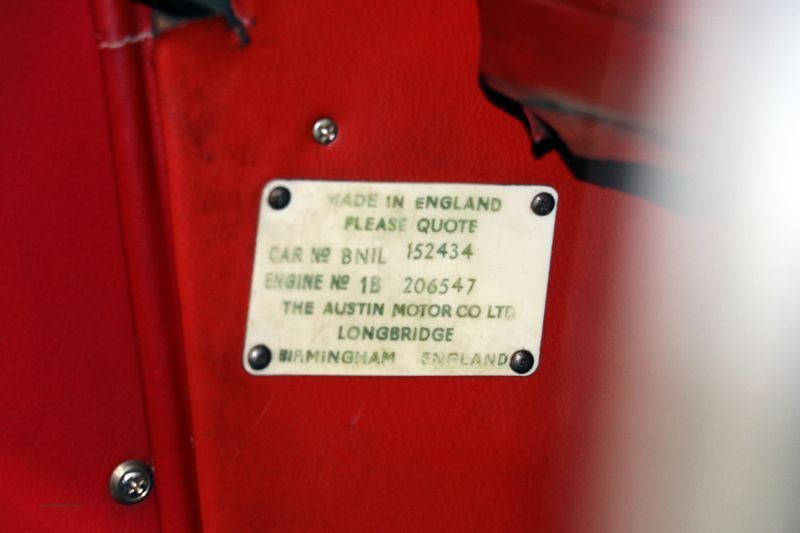 MADE IN ENGLAND
PLEASE QUOTE
CAR Nº BN1L 152434
ENGINE Nº 1B 206547
THE AUSTIN MOTOR CO LTD
LONGBRIDGE
BIRMINGHAM ENGLAND